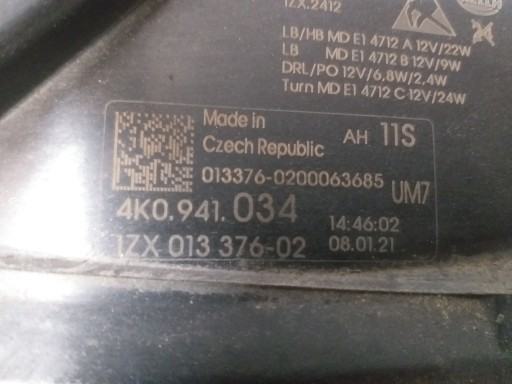 1ZX.2412
LB/HB MD E1 4712 A 12V/22W
LB MD E1 4712 B 12V/9W
DRL/PO 12V/6,8W/2,4W
Turn MD E1 4712 C 12V/24W
Made in
Czech Republic
AH 11S
013376-0200063685
UM7
4K0.941.034
14:46:02
1ZX 013 376-02
08.01.21